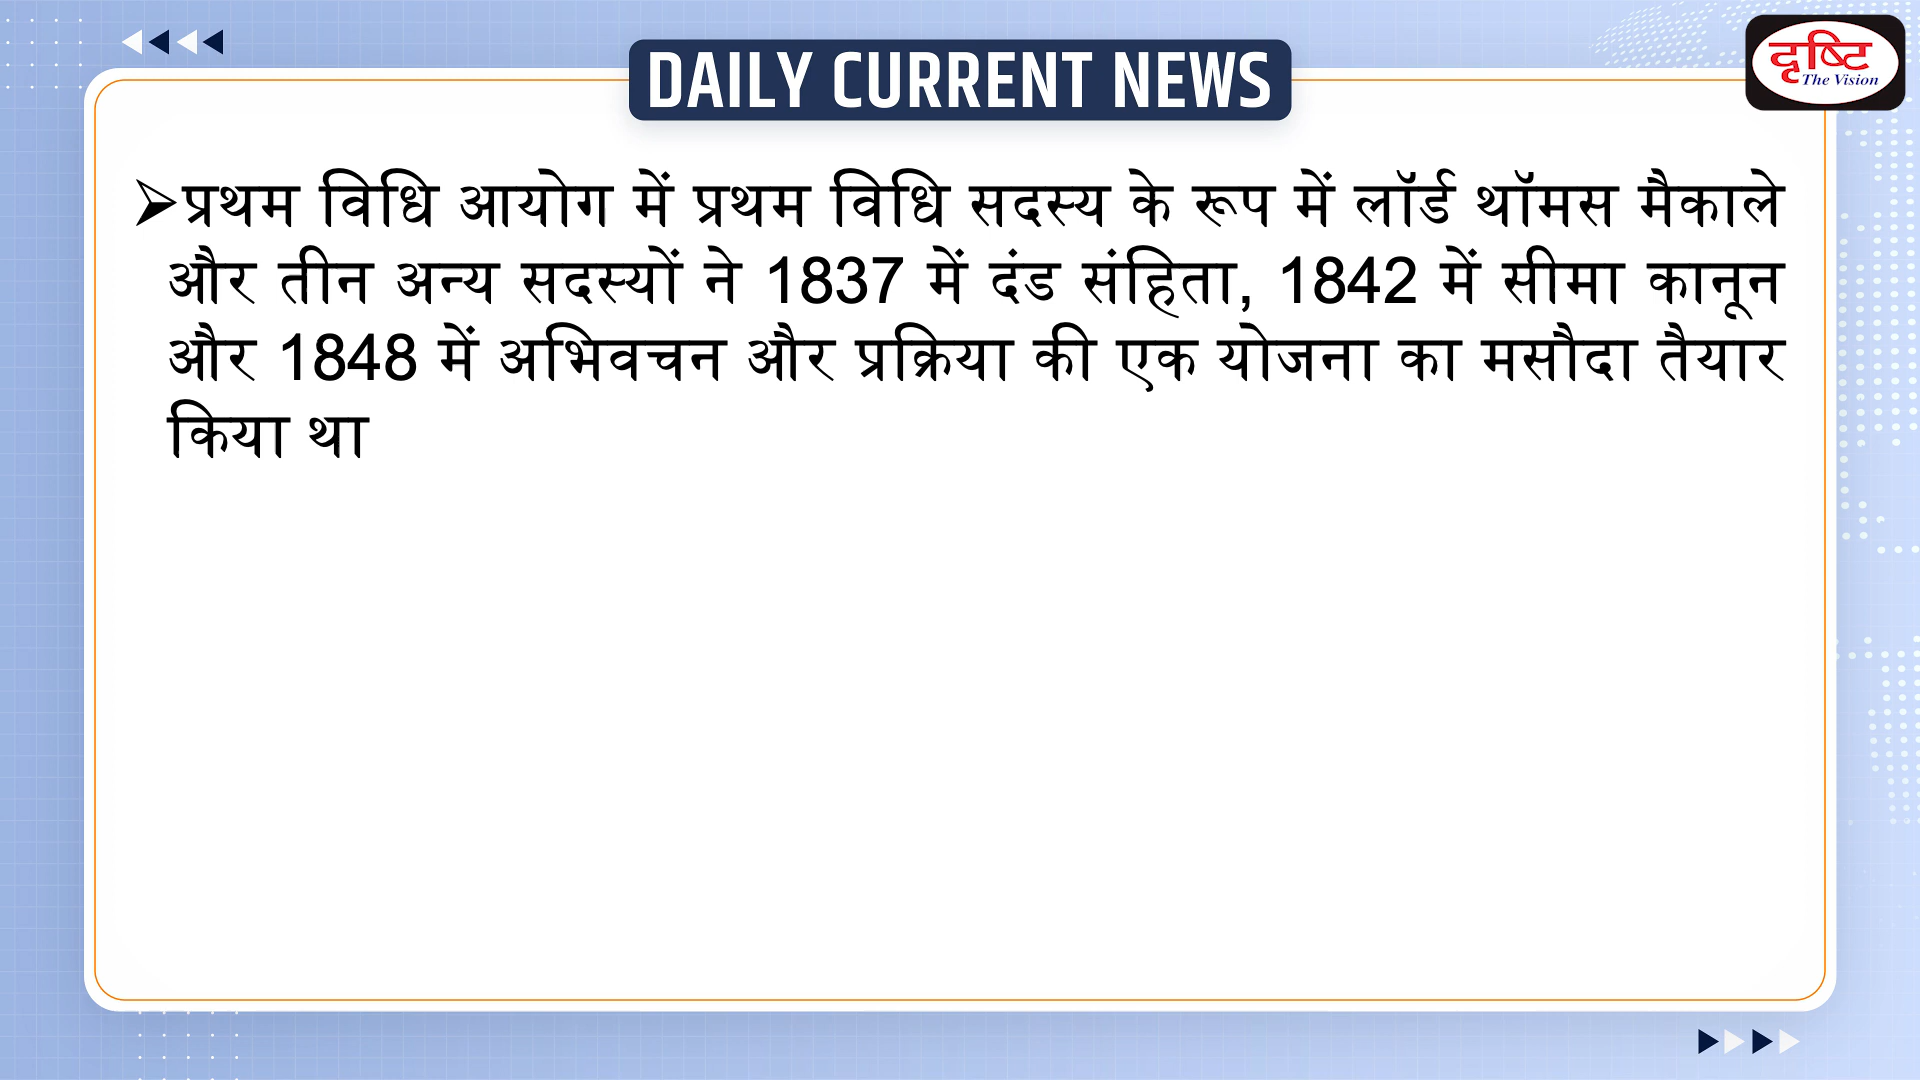 DAILY CURRENT NEWS
दृष्टि
The Vision
➢प्रथम विधि आयोग में प्रथम विधि सदस्य के रूप में लॉर्ड थॉमस मैकाले
और तीन अन्य सदस्यों ने 1837 में दंड संहिता, 1842 में सीमा कानून
और 1848 में अभिवचन और प्रक्रिया की एक योजना का मसौदा तैयार
किया था